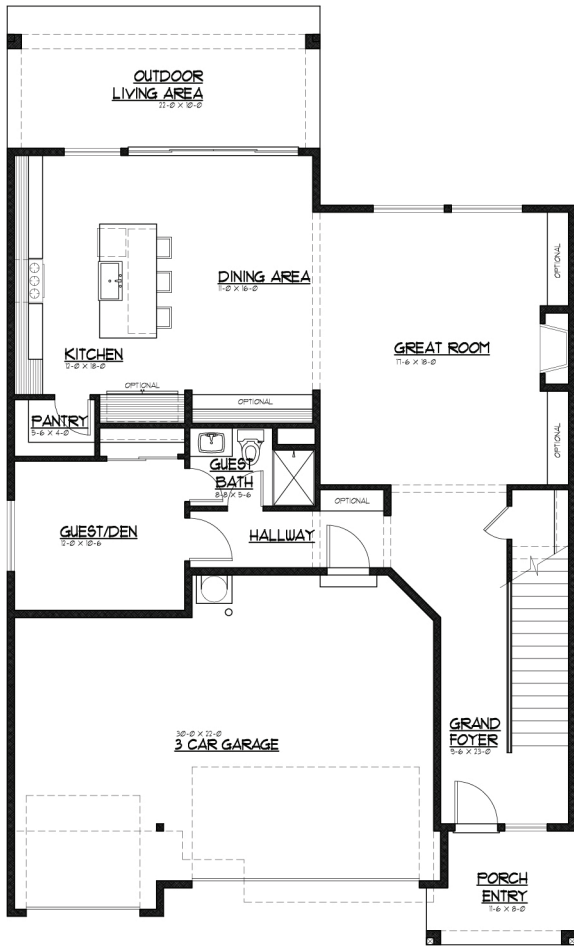 OUTDOOR
LIVING AREA
22-0 X 10-0
DINING AREA
11-0 X 16-0
OPTIONAL
GREAT ROOM
17-6 X 18-0
KITCHEN
12-0 X 18-0
OPTIONAL
OPTIONAL
PANTRY
5-6 X 4-0
OPTIONAL
GUEST
BATH
8-8 X 5-6
OPTIONAL
GUEST/DEN
12-0 X 10-6
HALLWAY
GRAND
FOYER
9-6 X 23-0
30-0 X 22-0
3 CAR GARAGE
PORCH
ENTRY
11-6 X 8-0